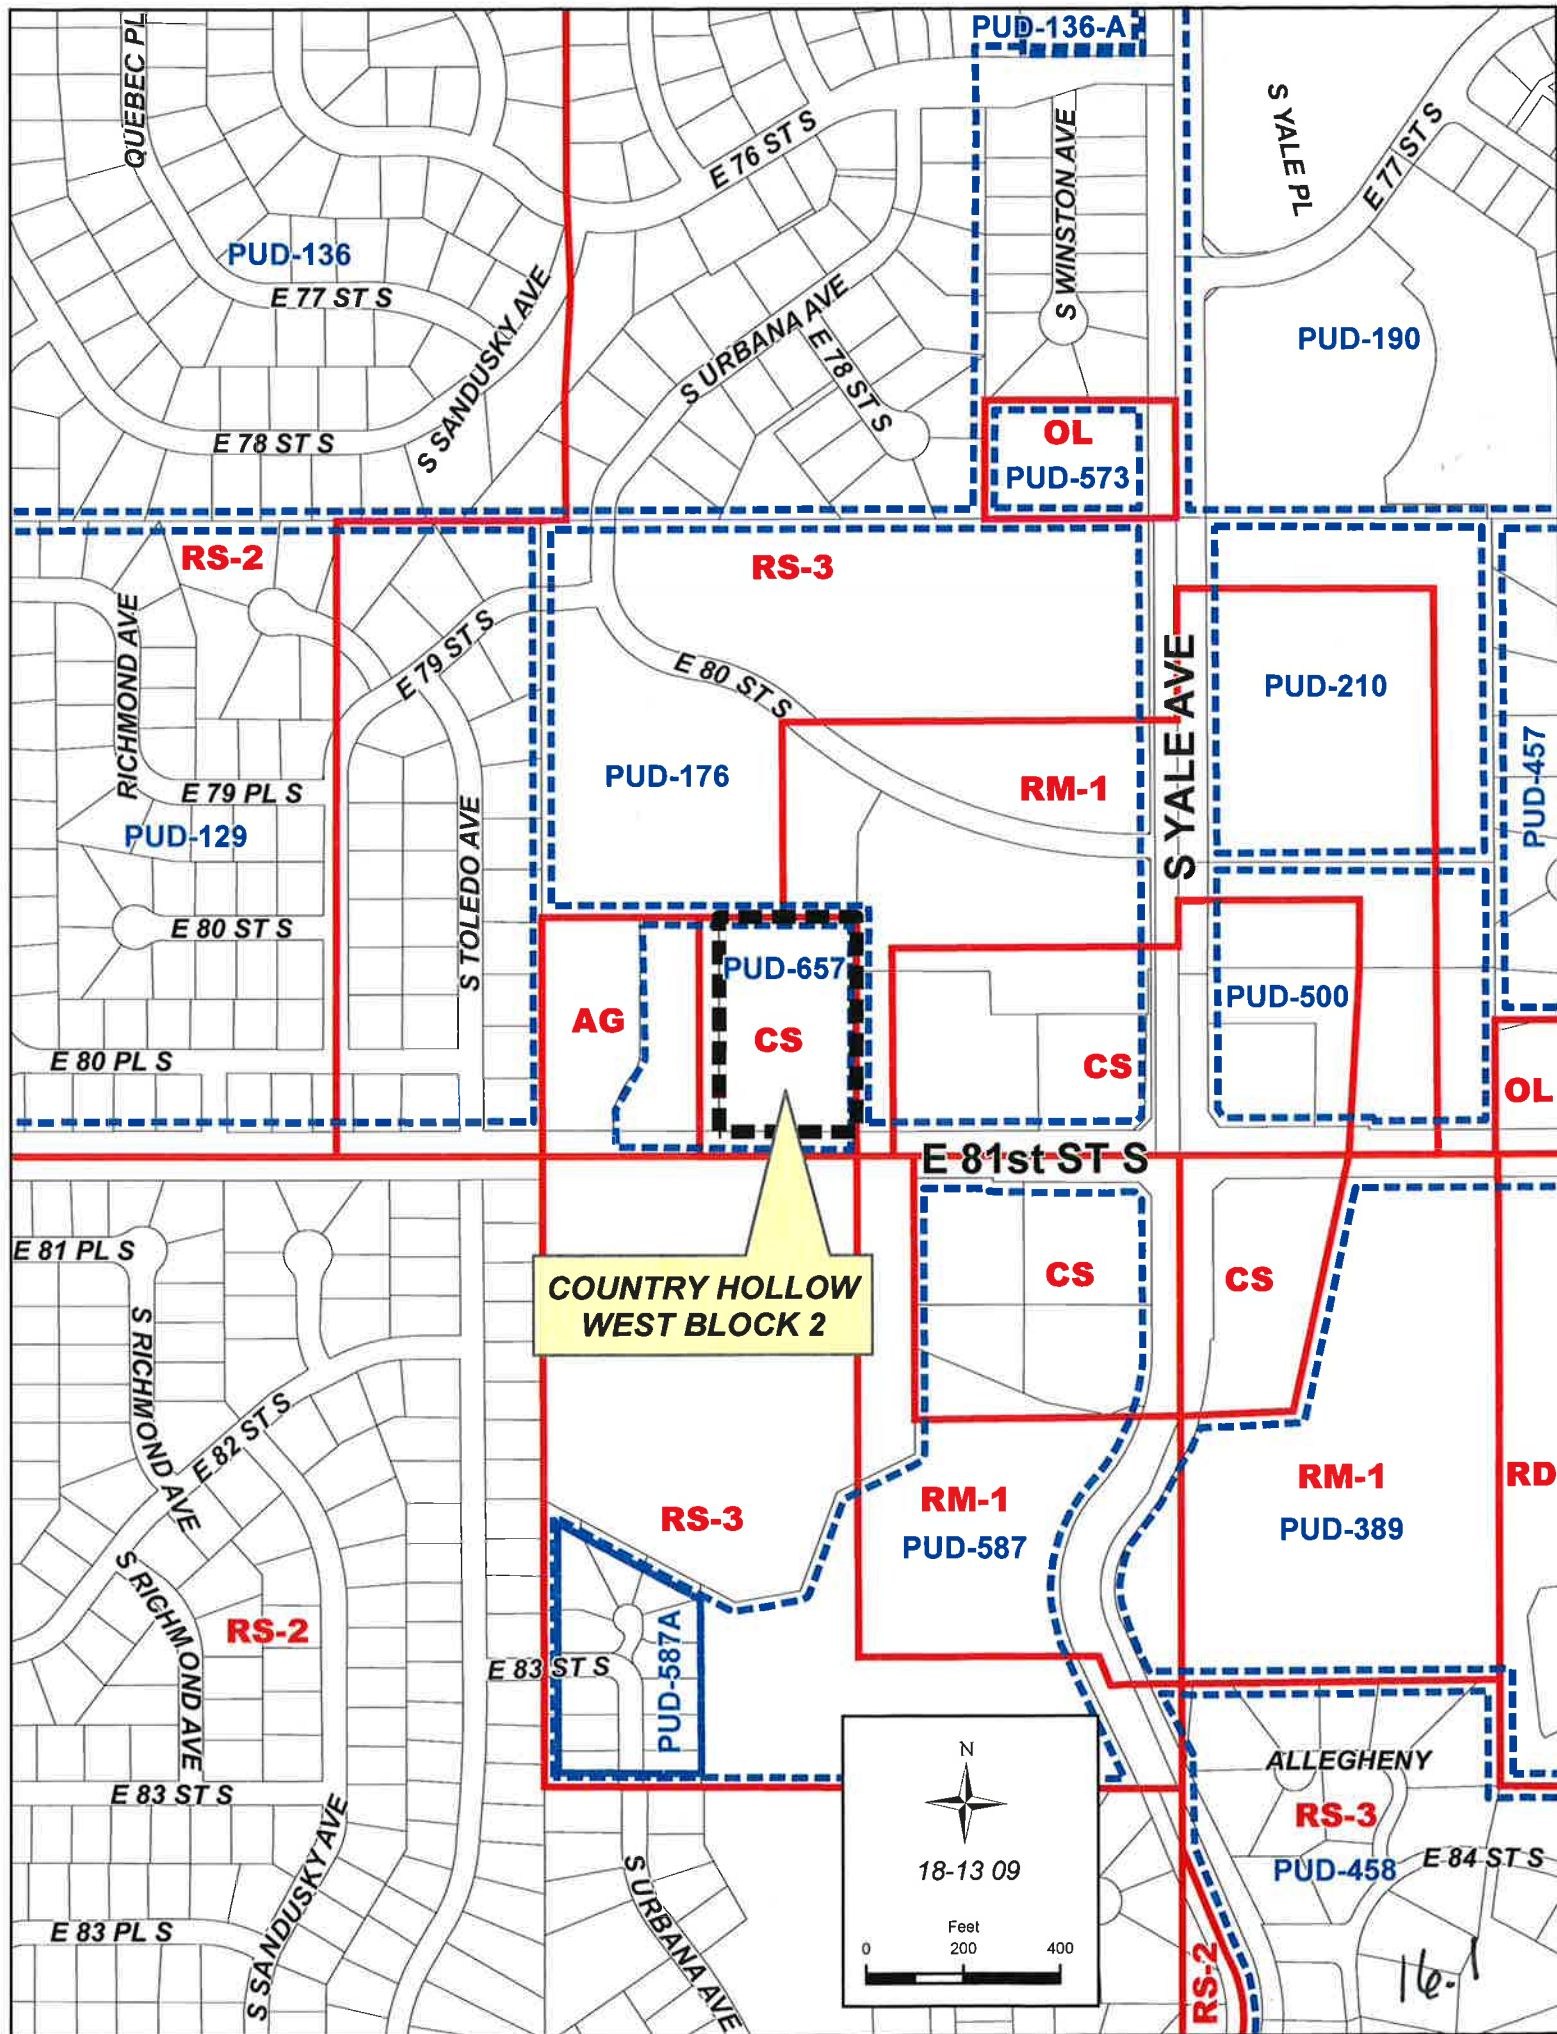 PUD-136-A
QUEBEC PL
E 76 ST S
S WINSTON AVE
S YALE PL
E 77 ST S
PUD-136
E 77 ST S
S SANDUSKY AVE
S URBANA AVE
E 78 ST S
PUD-190
E 78 ST S
OL
PUD-573
RS-2
RS-3
RICHMOND AVE
E 79 ST S
E 80 ST S
S YALE AVE
PUD-210
PUD-457
PUD-176
RM-1
E 79 PL S
PUD-129
S TOLEDO AVE
E 80 ST S
PUD-657
PUD-500
AG
CS
CS
E 80 PL S
OL
E 81st ST S
E 81 PL S
COUNTRY HOLLOW
WEST BLOCK 2
CS
CS
S RICHMOND AVE
E 82 ST S
RS-3
RM-1
PUD-587
RM-1
PUD-389
RD
S RICHMOND AVE
RS-2
PUD-587A
E 83 ST S
E 83 ST S
S SANDUSKY AVE
E 83 PL S
S URBANA AVE
N
18-13 09
Feet
0 200 400
ALLEGHENY
RS-3
PUD-458
E 84 ST S
RS-2
16.1